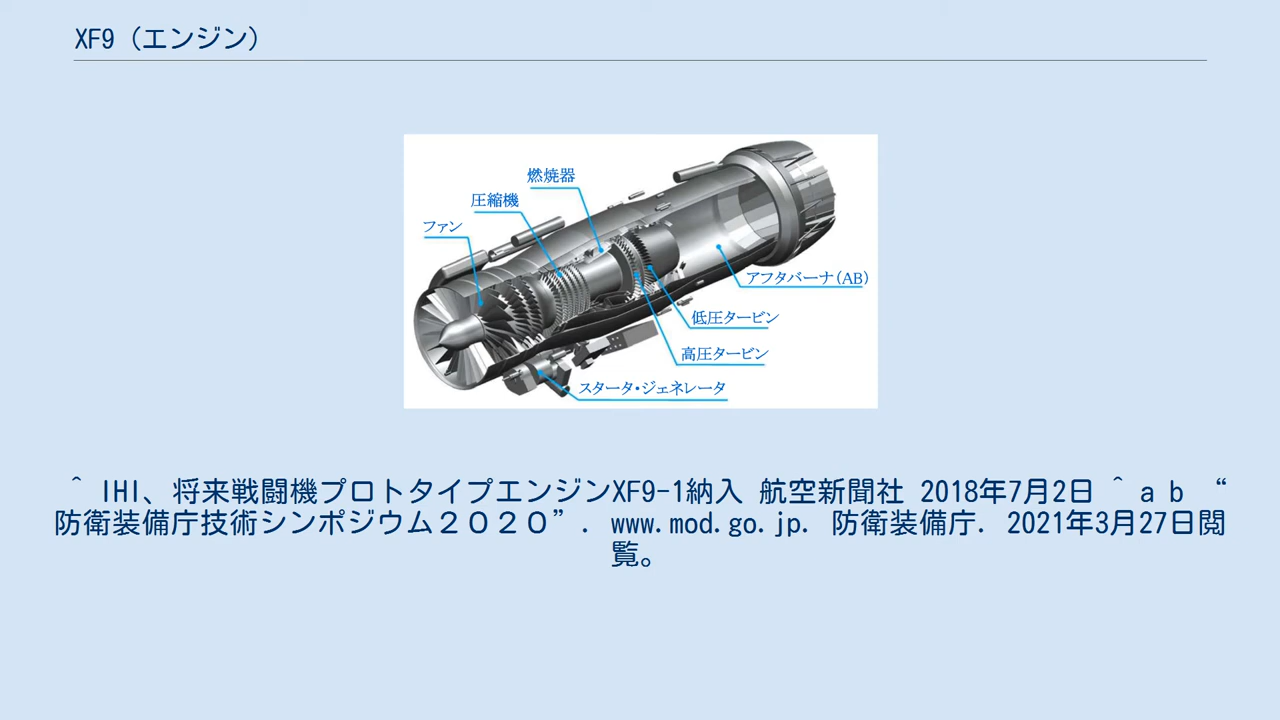 XF9（エンジン）
燃焼器
圧縮機
ファン
アフタバーナ（AB）
低圧タービン
高圧タービン
スタータ・ジェネレータ
^ IHI、将来戦闘機プロトタイプエンジンXF9-1納入 航空新聞社 2018年7月2日 ^ a b “
防衛装備庁技術シンポジウム２０２０”. www.mod.go.jp. 防衛装備庁. 2021年3月27日閲
覧。